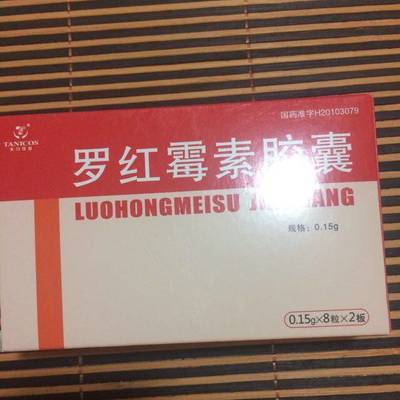 国药准字H20103079
TANICOS
罗红霉素胶囊
LUOHONGMEISU
规格：0.15g
0.15g×8粒×2板